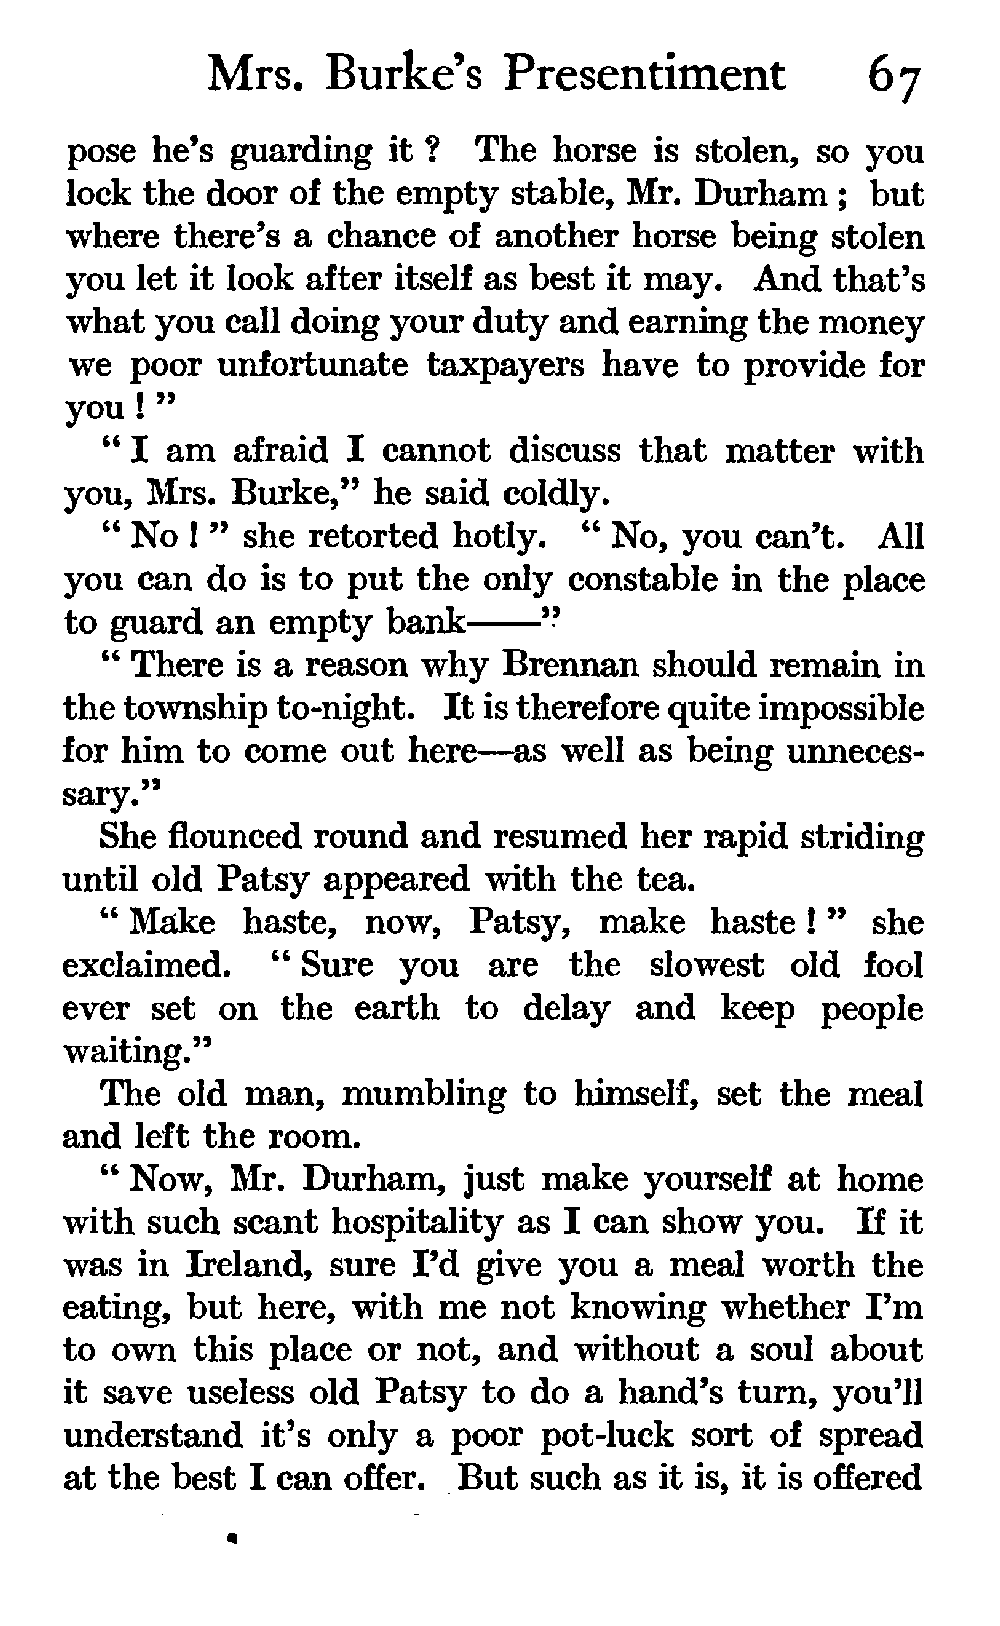 Mrs. Burke's Presentiment 67
pose he's guarding it ? The horse is stolen, so you
lock the door of the empty stable, Mr. Durham ; but
where there's a chance of another horse being stolen
you let it look after itself as best it may. And that's
what you call doing your duty and earning the money
we poor unfortunate taxpayers have to provide for
you ! "
" I am afraid I cannot discuss that matter with
you, Mrs. Burke," he said coldly.
" No ! " she retorted hotly. " No, you can't. All
you can do is to put the only constable in the place
to guard an empty bank——"
" There is a reason why Brennan should remain in
the township to-night. It is therefore quite impossible
for him to come out here—as well as being unneces-
sary."
She flounced round and resumed her rapid striding
until old Patsy appeared with the tea.
" Make haste, now, Patsy, make haste ! " she
exclaimed. " Sure you are the slowest old fool
ever set on the earth to delay and keep people
waiting."
The old man, mumbling to himself, set the meal
and left the room.
" Now, Mr. Durham, just make yourself at home
with such scant hospitality as I can show you. If it
was in Ireland, sure I'd give you a meal worth the
eating, but here, with me not knowing whether I'm
to own this place or not, and without a soul about
it save useless old Patsy to do a hand's turn, you'll
understand it's only a poor pot-luck sort of spread
at the best I can offer. But such as it is, it is offered